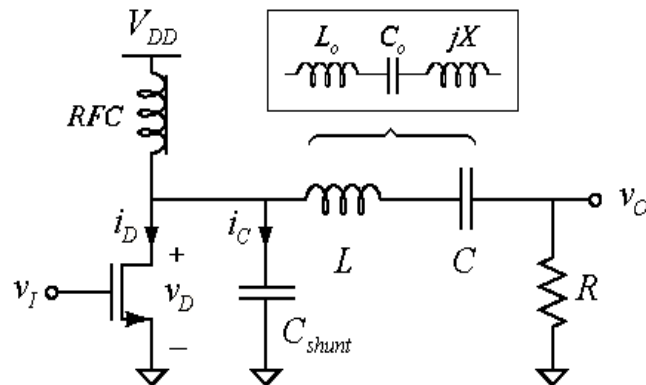 V_DD
L_o C_o jX
RFC
i_D i_C
+
L C
v_O
v_I
v_D
R
C_shunt
–